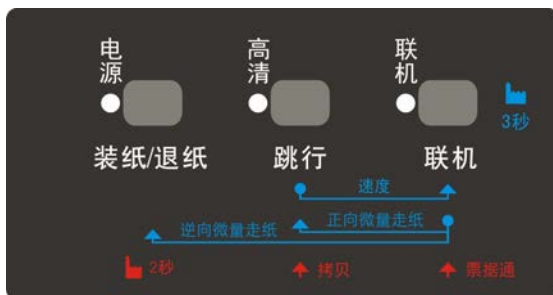 电源 高清 联机
3秒
装纸/退纸 跳行 联机
速度
逆向微量走纸 正向微量走纸
2秒 拷贝 票据通